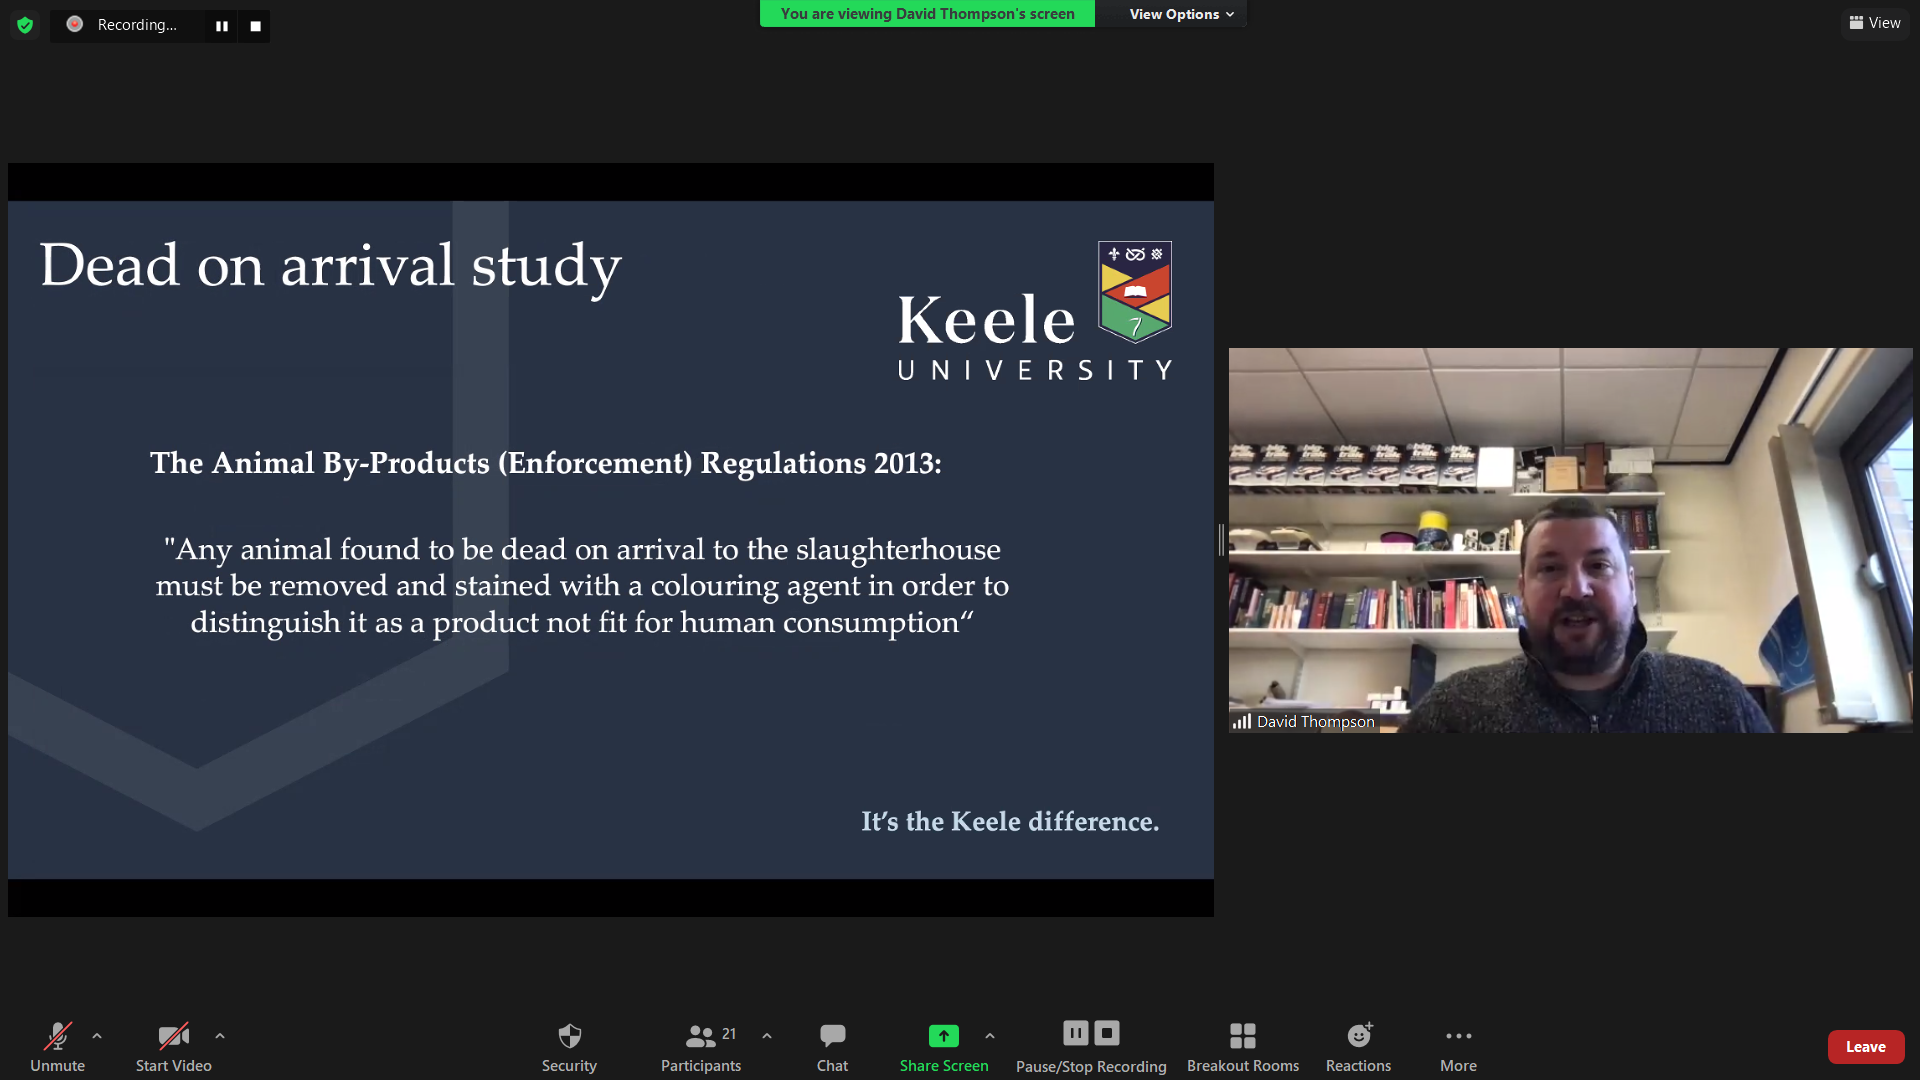 Recording...
You are viewing David Thompson's screen
View Options
View
Dead on arrival study
Keele
UNIVERSITY
The Animal By-Products (Enforcement) Regulations 2013:
"Any animal found to be dead on arrival to the slaughterhouse
must be removed and stained with a colouring agent in order to
distinguish it as a product not fit for human consumption“
It’s the Keele difference.
David Thompson
Unmute
Start Video
Security
21
Participants
Chat
Share Screen
Pause/Stop Recording
Breakout Rooms
Reactions
More
Leave